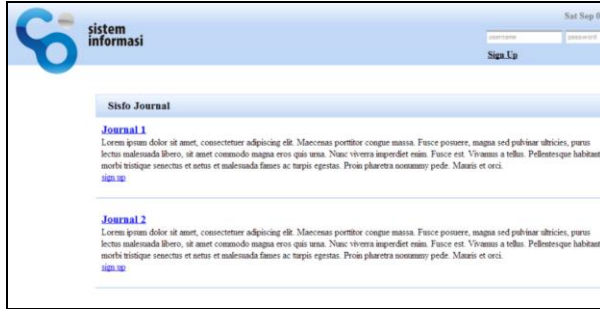 Sat Sep 0
sistem
informasi
username
password
Sign Up
Sisfo Journal
Journal 1
Lorem ipsum dolor sit amet, consectetuer adipiscing elit. Maecenas porttitor congue massa. Fusce posuere, magna sed pulvinar ultricies, purus
lectus malesuada libero, sit amet commodo magna eros quis urna. Nunc viverra imperdiet enim. Fusce est. Vivamus a tellus. Pellentesque habitant
morbi tristique senectus et netus et malesuada fames ac turpis egestas. Proin pharetra nonummy pede. Mauris et orci.
sign up
Journal 2
Lorem ipsum dolor sit amet, consectetuer adipiscing elit. Maecenas porttitor congue massa. Fusce posuere, magna sed pulvinar ultricies, purus
lectus malesuada libero, sit amet commodo magna eros quis urna. Nunc viverra imperdiet enim. Fusce est. Vivamus a tellus. Pellentesque habitant
morbi tristique senectus et netus et malesuada fames ac turpis egestas. Proin pharetra nonummy pede. Mauris et orci.
sign up